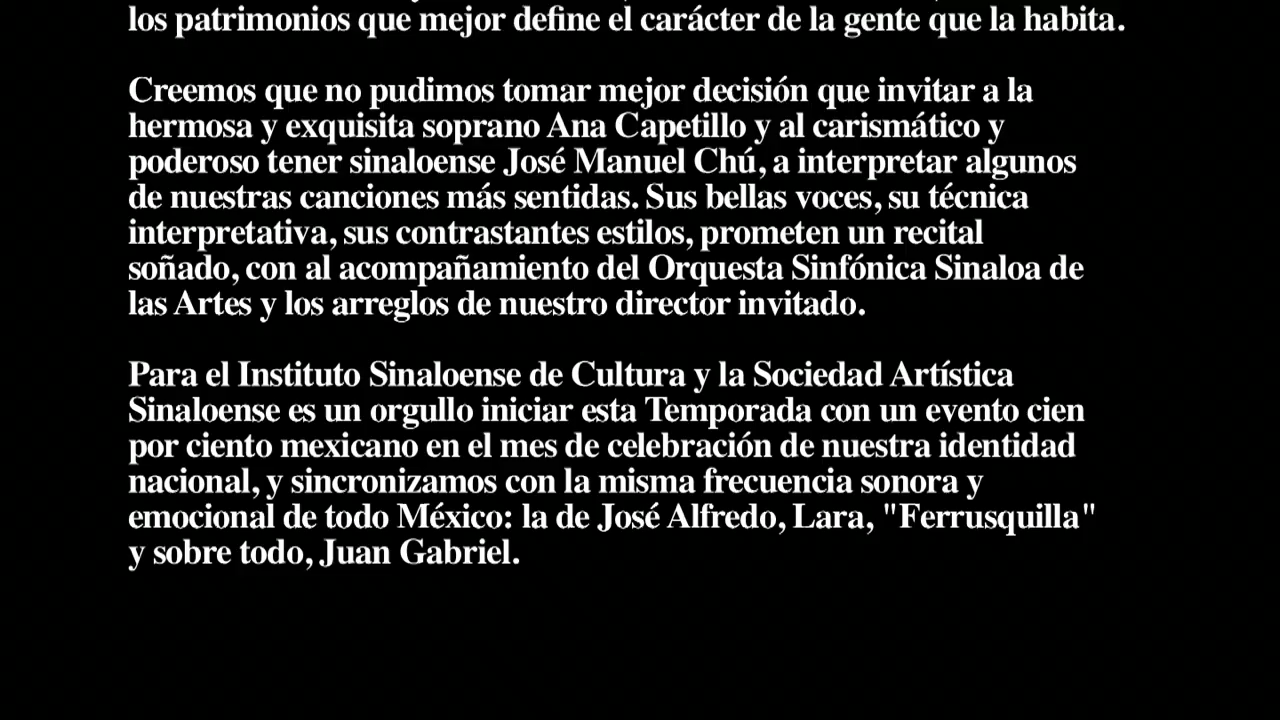 los patrimonios que mejor define el carácter de la gente que la habita.
Creemos que no pudimos tomar mejor decisión que invitar a la
hermosa y exquisita soprano Ana Capetillo y al carismático y
poderoso tener sinaloense José Manuel Chú, a interpretar algunos
de nuestras canciones más sentidas. Sus bellas voces, su técnica
interpretativa, sus contrastantes estilos, prometen un recital
soñado, con al acompañamiento del Orquesta Sinfónica Sinaloa de
las Artes y los arreglos de nuestro director invitado.
Para el Instituto Sinaloense de Cultura y la Sociedad Artística
Sinaloense es un orgullo iniciar esta Temporada con un evento cien
por ciento mexicano en el mes de celebración de nuestra identidad
nacional, y sincronizamos con la misma frecuencia sonora y
emocional de todo México: la de José Alfredo, Lara, "Ferrusquilla"
y sobre todo, Juan Gabriel.